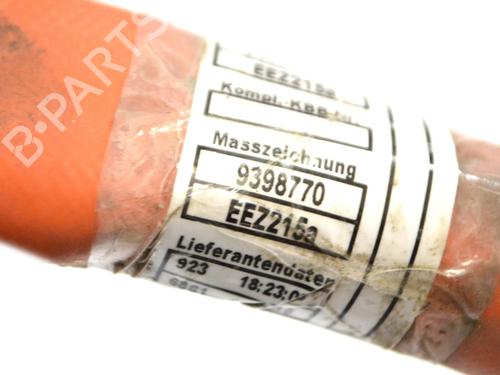 B-PARTS
EEZ215a
Kompl.-KBB-Nr.
Masszeichnung
9398770
EEZ215a
Lieferantendaten
923 18:23:0